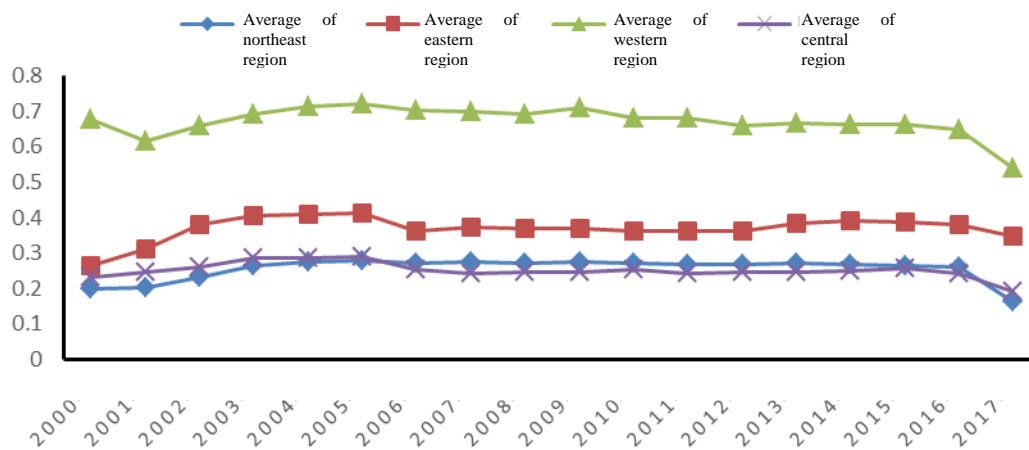 Average of
northeast
region
Average of
eastern
region
Average of
western
region
Average of
central
region
0.8
0.7
0.6
0.5
0.4
0.3
0.2
0.1
0
2000
2001
2002
2003
2004
2005
2006
2007
2008
2009
2010
2011
2012
2013
2014
2015
2016
2017